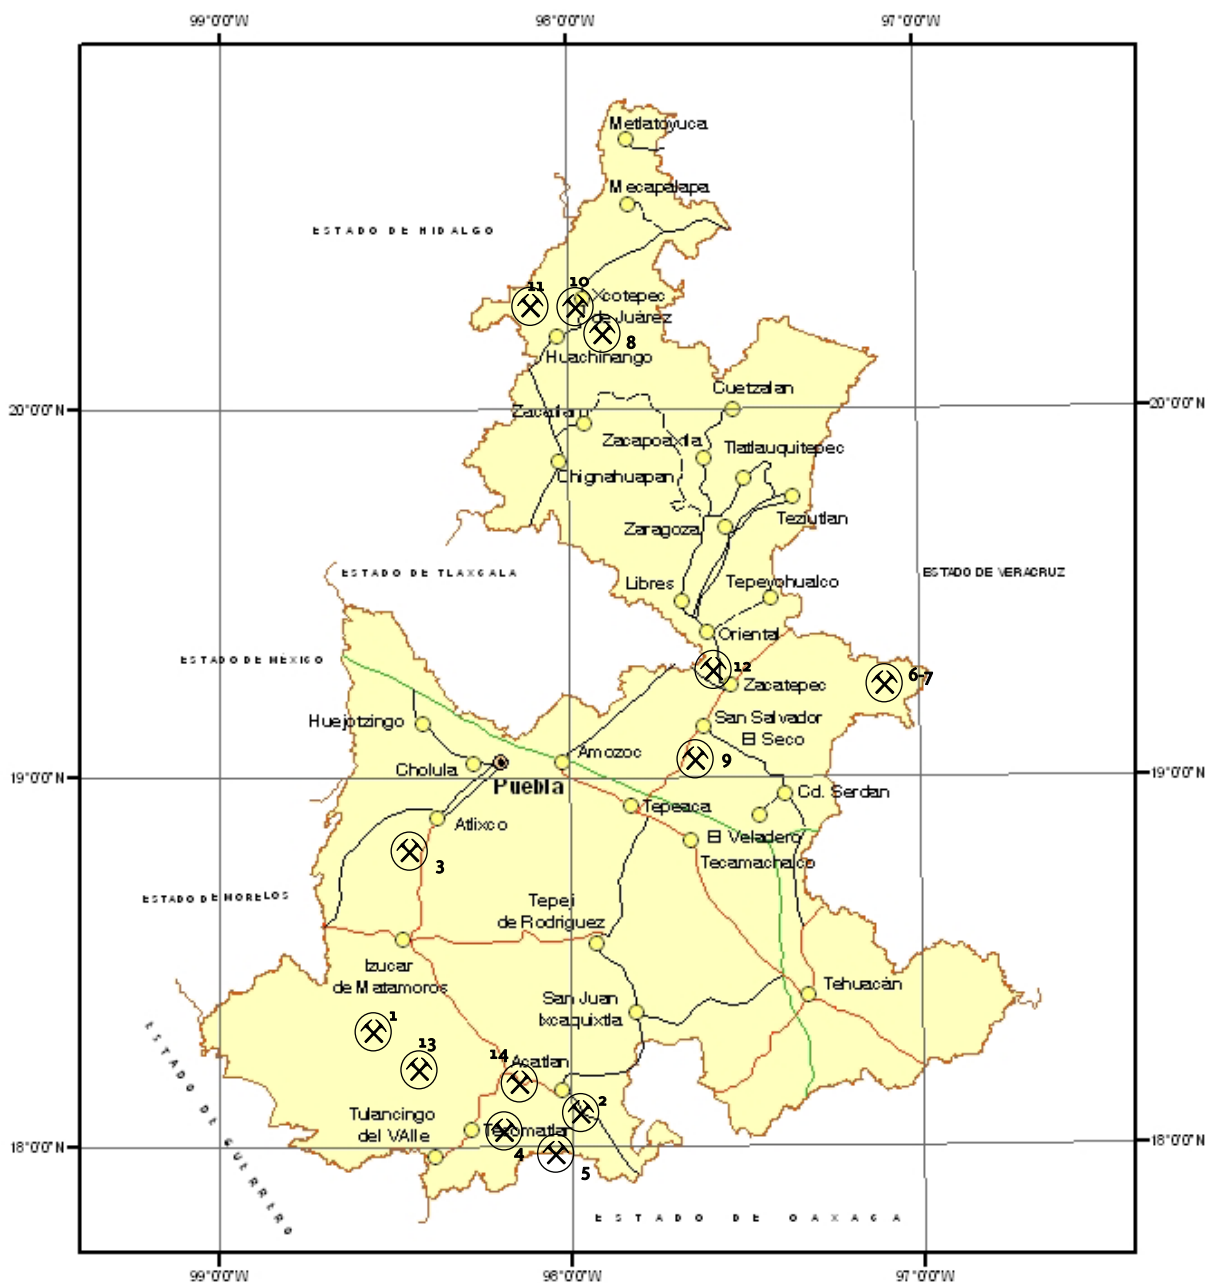 99°0'0"W 98°0'0"W 97°0'0"W
Metlatoyuca
Mecapalapa
ESTADO DE HIDALGO
11
10
Xcotepec
de Juárez
8
Huachinango
Cuetzalan
20°0'0"N
20°0'0"N
Zacatlan
Zacapoaxtla
Tlatlauquitepec
Chignahuapan
Teziutlan
Zaragoza
ESTADO DE TLAXCALA
ESTADO DE VERACRUZ
Libres
Tepeyohualco
Oriental
ESTADO DE MÉXICO
12
6-7
Zacatepec
Huejotzingo
San Salvador
El Seco
Amozoc
9
Cholula
19°0'0"N
19°0'0"N
Puebla
Cd. Serdan
Tepeaca
Atlixco
El Veladero
Tecamachalco
3
ESTADO DE MORELOS
Tepeji
de Rodriguez
Izucar
de Matamoros
Tehuacán
San Juan
Ixcaquixtla
1
ESTADO DE GUERRERO
13
14
Acatlan
2
Tulancingo
del VAlle
Tecomatlan
18°0'0"N
18°0'0"N
4
5
ESTADO DE OAXACA
99°0'0"W 98°0'0"W 97°0'0"W